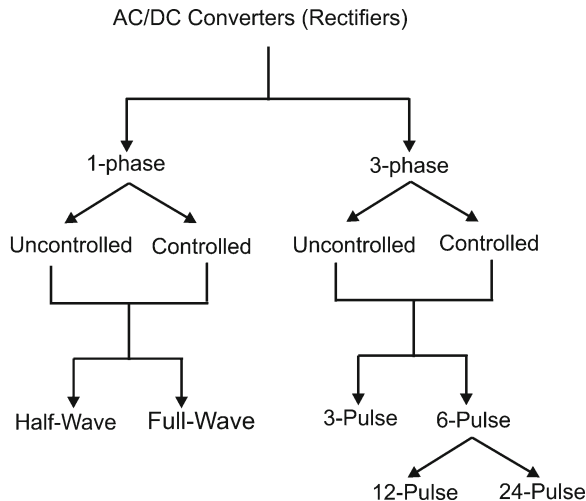 AC/DC Converters (Rectifiers)
1-phase
3-phase
Uncontrolled
Controlled
Uncontrolled
Controlled
Half-Wave
Full-Wave
3-Pulse
6-Pulse
12-Pulse
24-Pulse